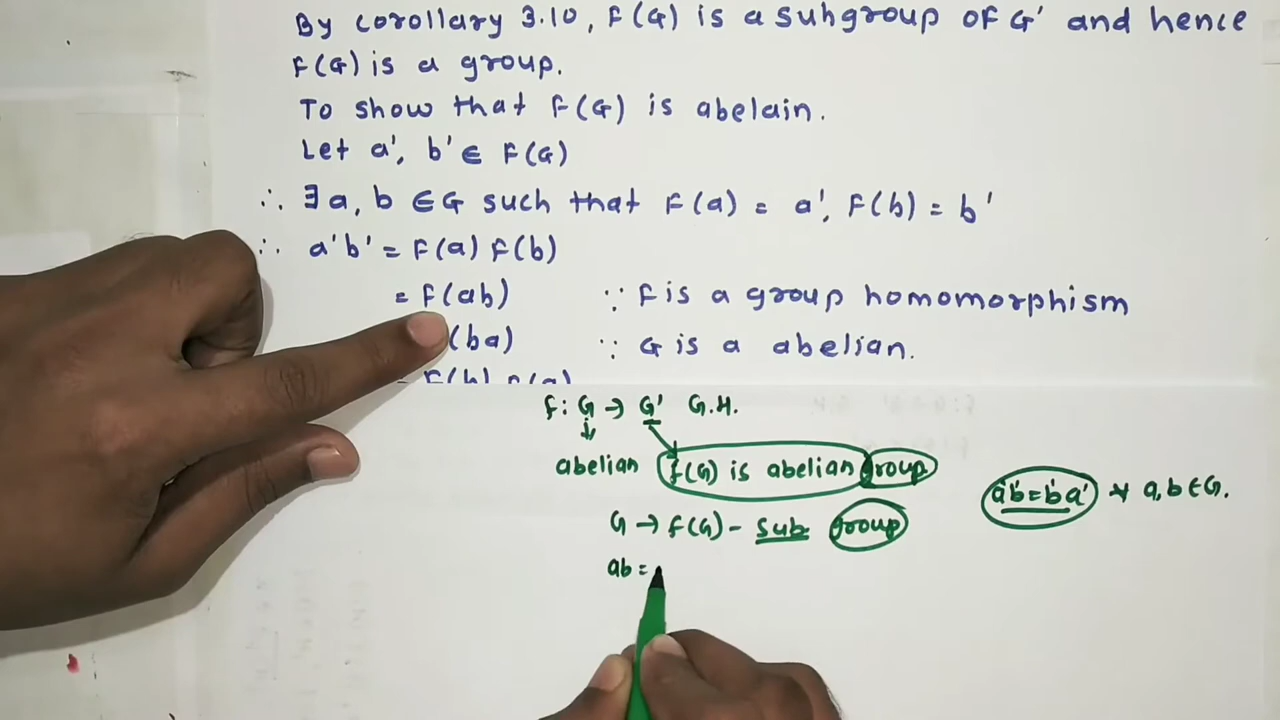 By corollary 3.10, F(G) is a suhgroup of G' and hence
F(G) is a group.
To show that F(G) is abelain.
Let a', b' ∈ F(G)
∴ ∃ a, b ∈ G such that F(a) = a', F(b) = b'
∴ a'b' = F(a) F(b)
= F(ab) ∵ F is a group homomorphism
(ba) ∵ G is a abelian.
f: G → G' G.H.
abelian f(G) is abelian group
a'b' = b'a' ∀ a, b ∈ G.
G → f(G) - sub group
ab =